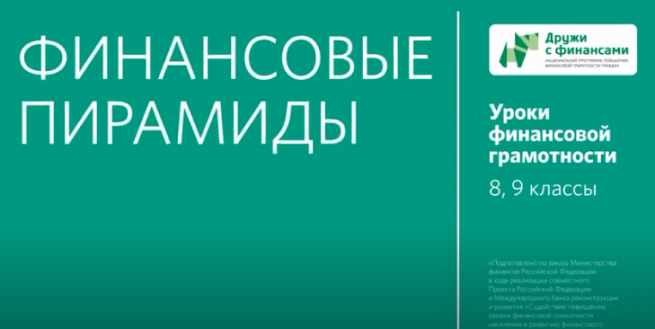 ФИНАНСОВЫЕ
ПИРАМИДЫ
Дружи
с финансами
НАЦИОНАЛЬНАЯ ПРОГРАММА ПОВЫШЕНИЯ
ФИНАНСОВОЙ ГРАМОТНОСТИ ГРАЖДАН
Уроки
финансовой
грамотности
8, 9 классы
«Подготовлено по заказу Министерства
финансов Российской Федерации
в ходе реализации совместного
Проекта Российской Федерации
и Международного банка реконструкции
и развития «Содействие повышению
уровня финансовой грамотности
населения и развитию финансового